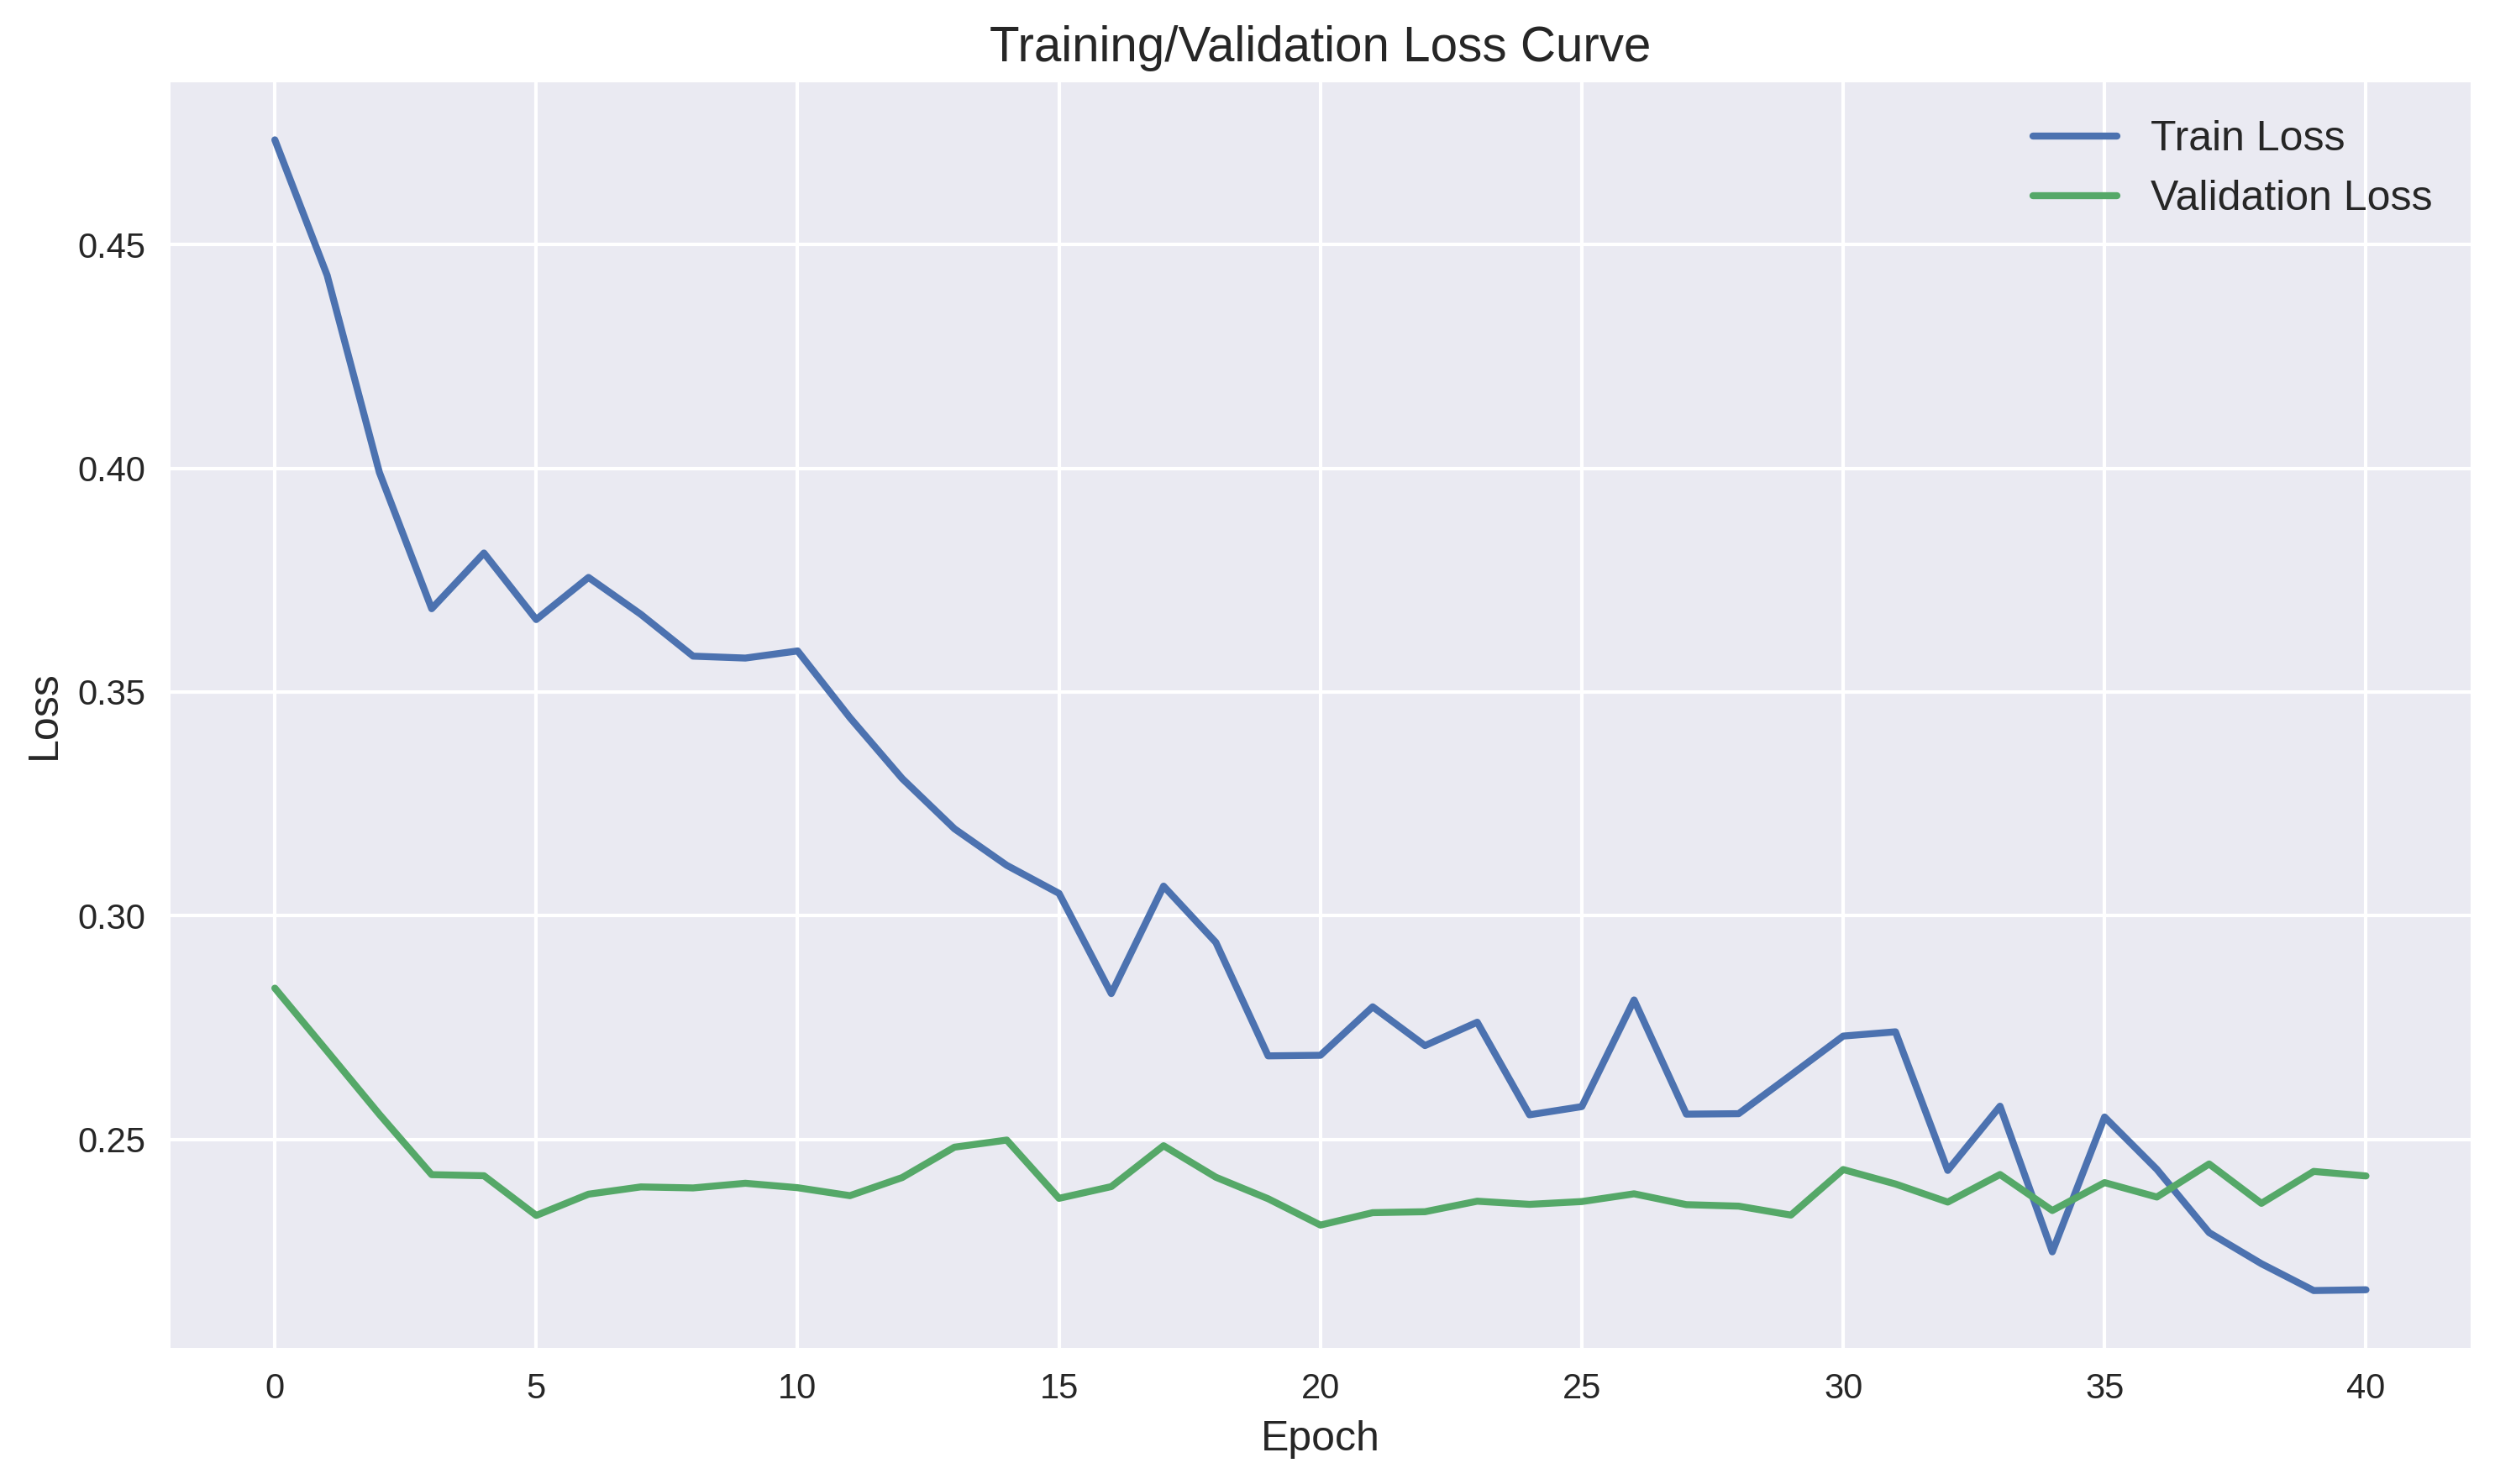 Training/Validation Loss Curve
Train Loss
Validation Loss
0.45
0.40
0.35
0.30
0.25
Loss
0 5 10 15 20 25 30 35 40
Epoch